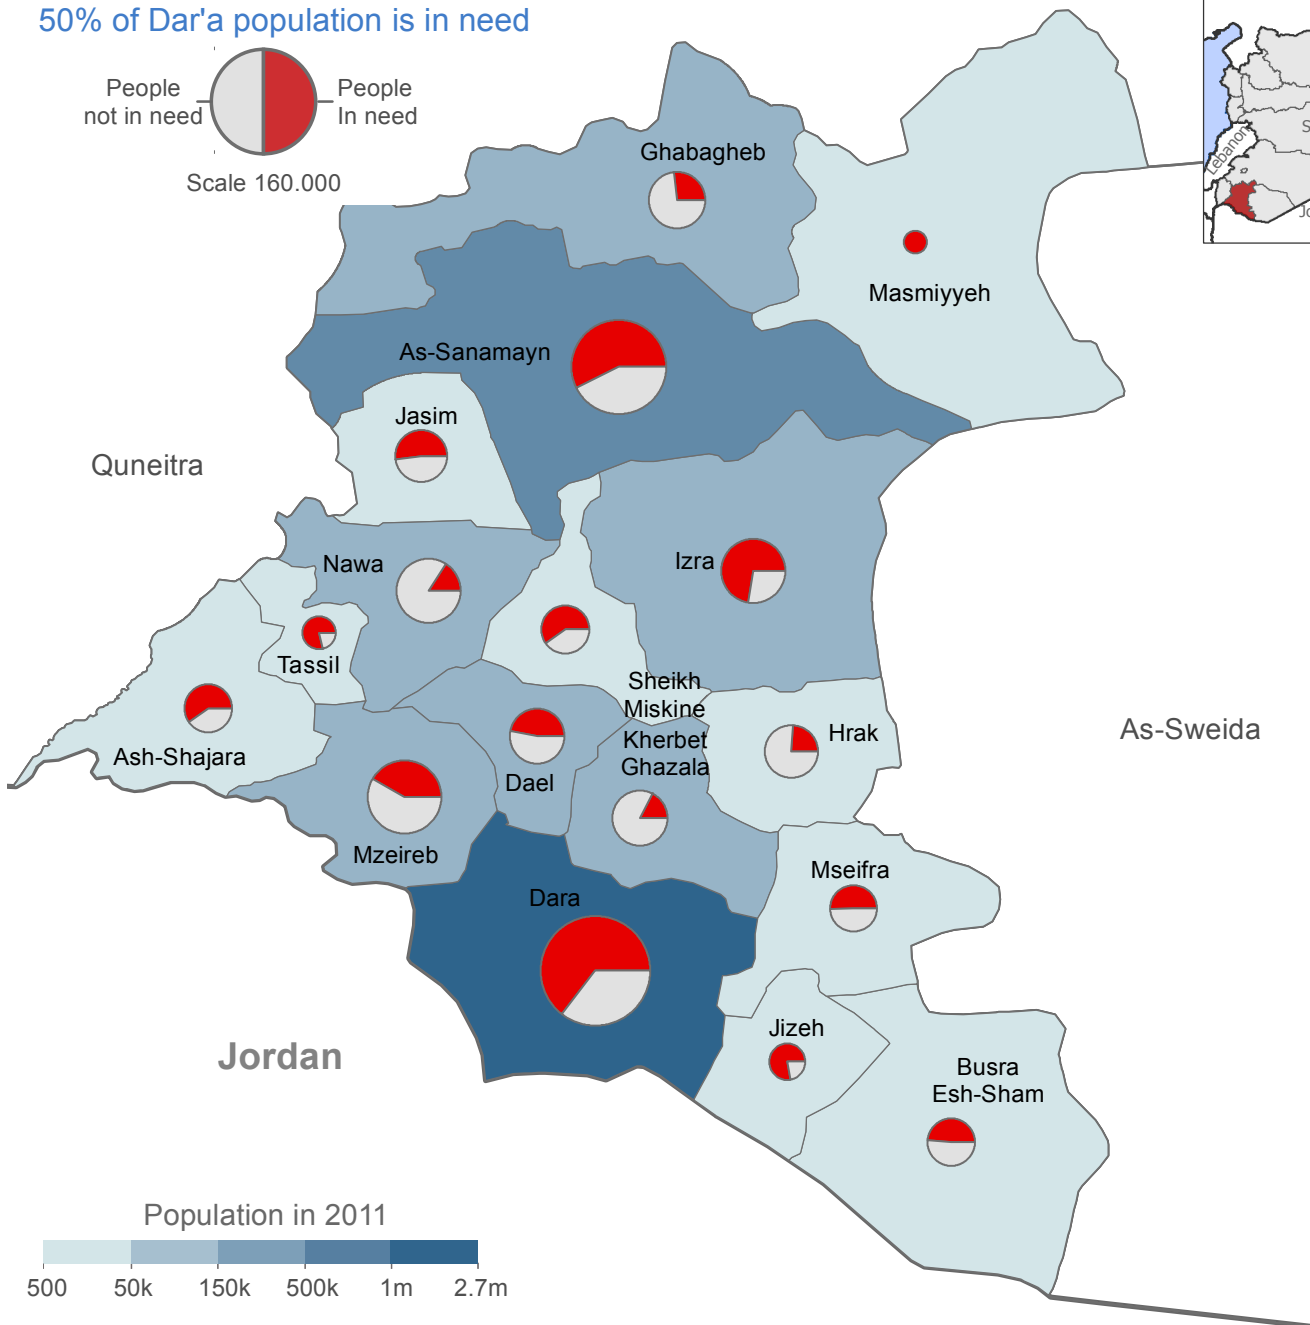 50% of Dar'a population is in need
People
not in need
People
In need
Scale 160.000
Lebanon
Ghabagheb
Masmiyyeh
As-Sanamayn
Jasim
Quneitra
Nawa
Izra
Tassil
Sheikh
Miskine
Ash-Shajara
Hrak
As-Sweida
Kherbet
Ghazala
Dael
Mzeireb
Mseifra
Dara
Jizeh
Jordan
Busra
Esh-Sham
Population in 2011
500 50k 150k 500k 1m 2.7m